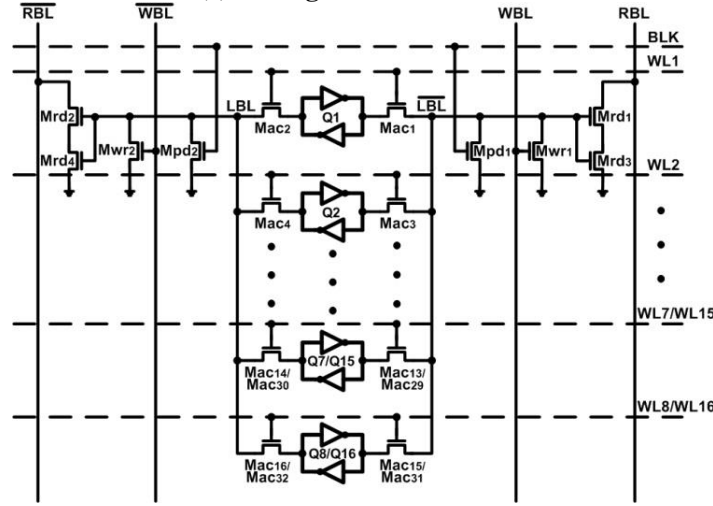 RBL WBL WBL RBL
BLK
WL1
Mrd2 LBL Q1 LBL Mrd1
Mac2 Mac1
Mrd4 Mwr2 Mpd2 Mpd1 Mwr1 Mrd3
WL2
Q2
Mac4 Mac3
WL7/WL15
Q7/Q15
Mac14/ Mac13/
Mac30 Mac29
WL8/WL16
Q8/Q16
Mac16/ Mac15/
Mac32 Mac31